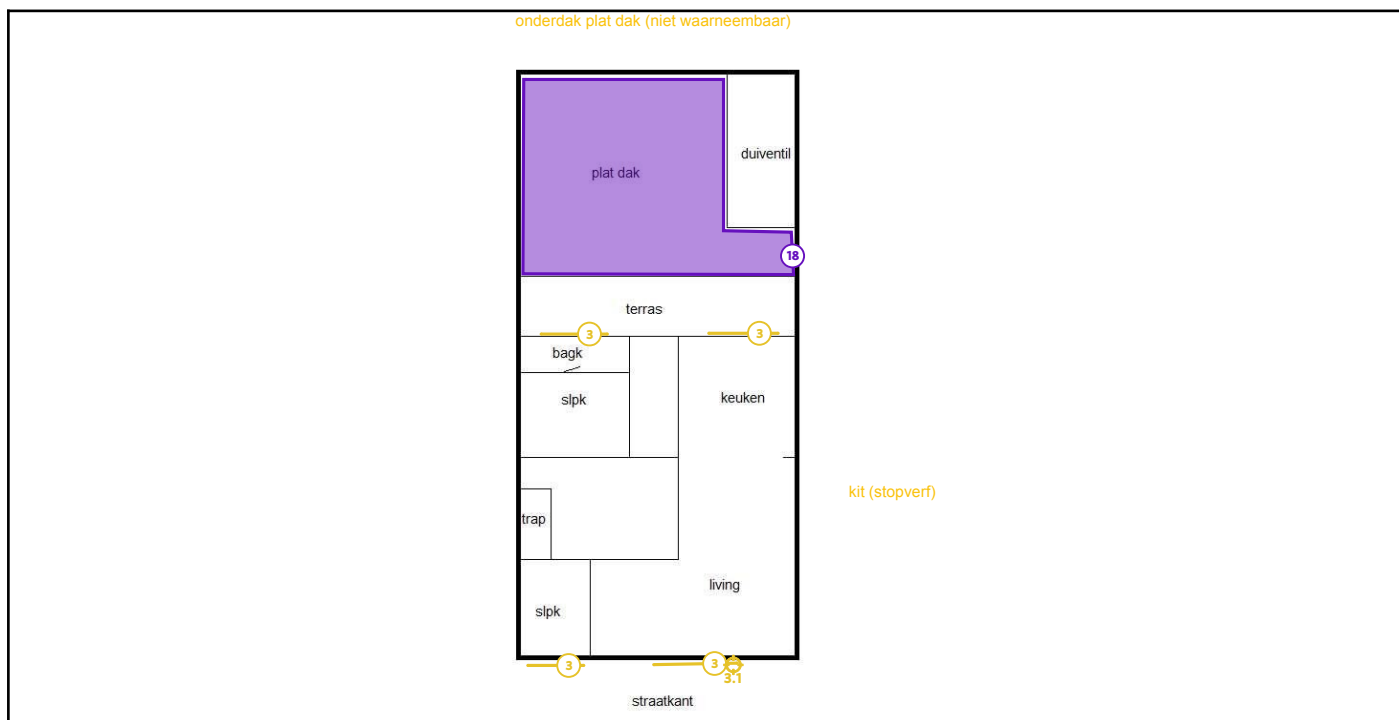 onderdak plat dak (niet waarneembaar)
duiventil
plat dak
18
terras
3
3
bagk
slpk
keuken
kit (stopverf)
trap
living
slpk
3
3
3.1
straatkant